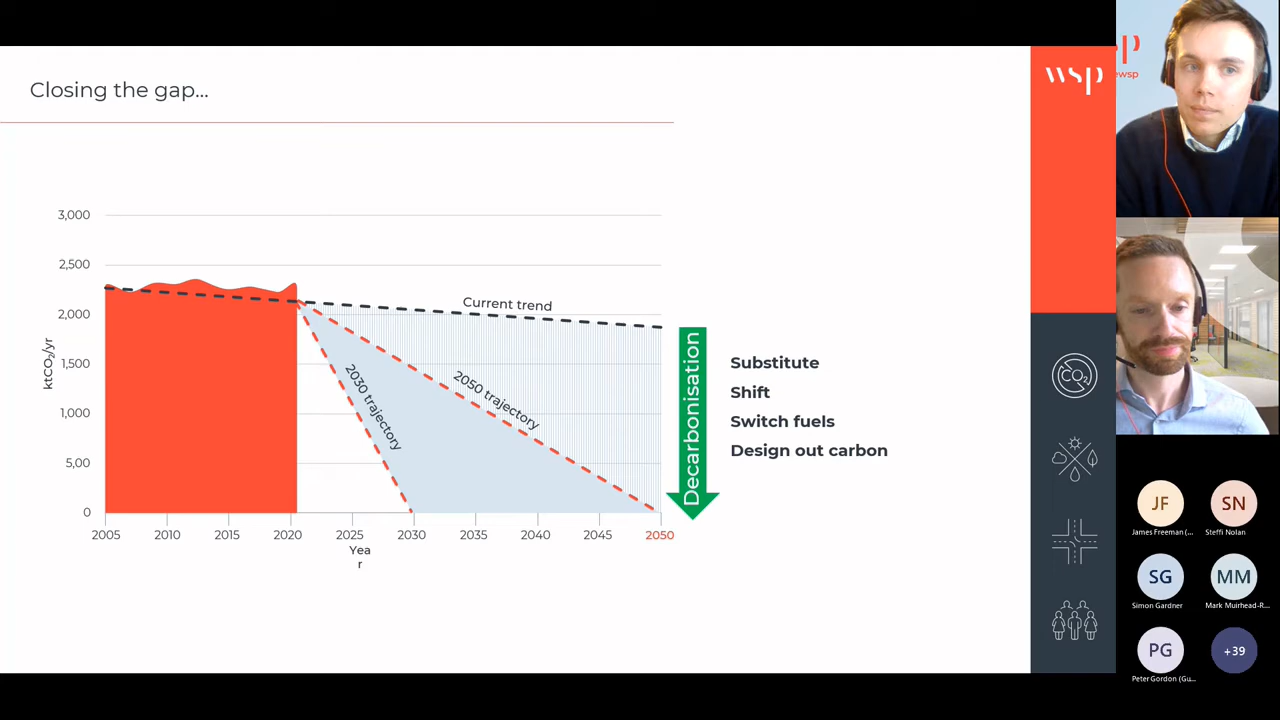 Closing the gap...
3,000
2,500
2,000
1,500
1,000
5,00
0
ktCO₂/yr
2005
2010
2015
2020
2025
2030
2035
2040
2045
2050
Yea
r
Current trend
2030 trajectory
2050 trajectory
Decarbonisation
Substitute
Shift
Switch fuels
Design out carbon
wsp
CO₂
wsp
JF
SN
James Freeman (...
Steffi Nolan
SG
MM
Simon Gardner
Mark Muirhead-R...
PG
+39
Peter Gordon (Gu...